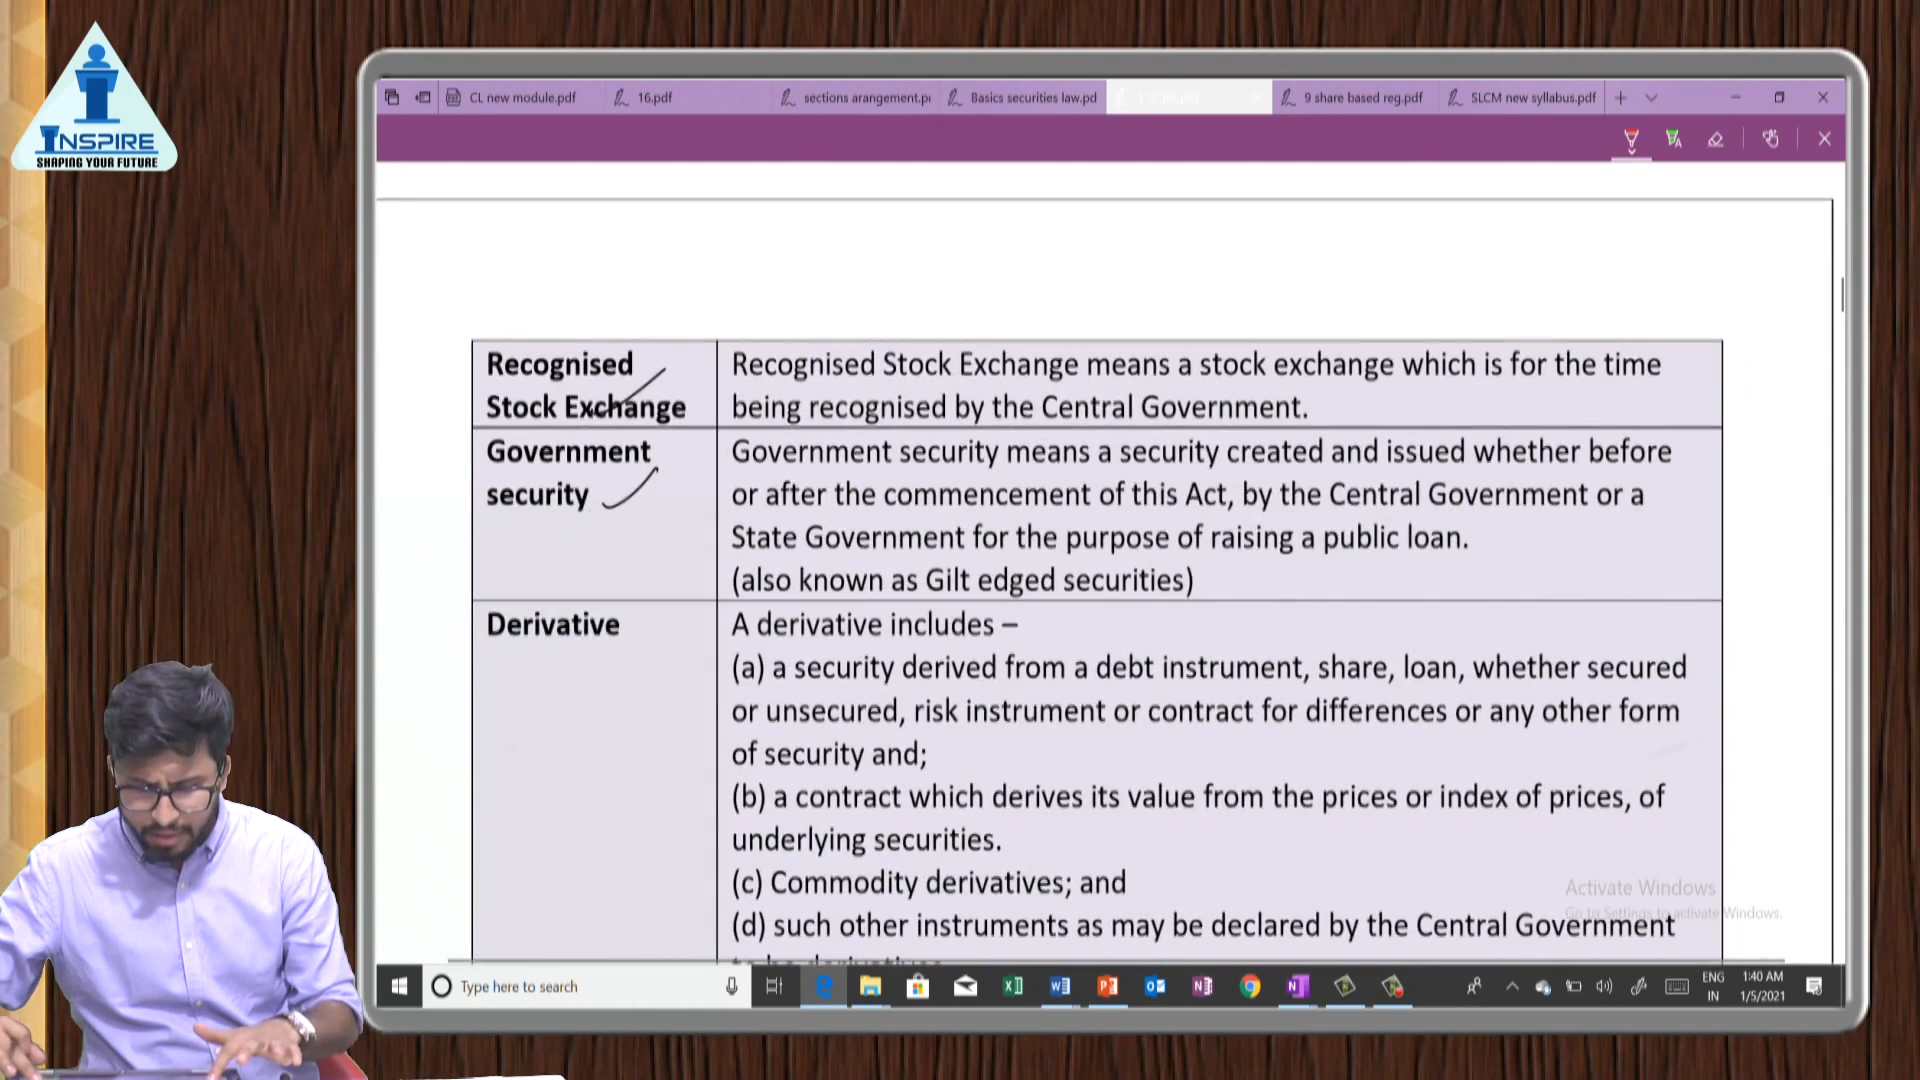 INSPIRE
SHAPING YOUR FUTURE
CL new module.pdf
16.pdf
sections arangement.p
Basics securities law.pd
9 share based reg.pdf
SLCM new syllabus.pdf
Recognised
Stock Exchange
Recognised Stock Exchange means a stock exchange which is for the time
being recognised by the Central Government.
Government
security
Government security means a security created and issued whether before
or after the commencement of this Act, by the Central Government or a
State Government for the purpose of raising a public loan.
(also known as Gilt edged securities)
Derivative
A derivative includes –
(a) a security derived from a debt instrument, share, loan, whether secured
or unsecured, risk instrument or contract for differences or any other form
of security and;
(b) a contract which derives its value from the prices or index of prices, of
underlying securities.
(c) Commodity derivatives; and
(d) such other instruments as may be declared by the Central Government
Activate Windows
Go to Settings to activate Windows.
Type here to search
ENG
IN
1:40 AM
1/5/2021